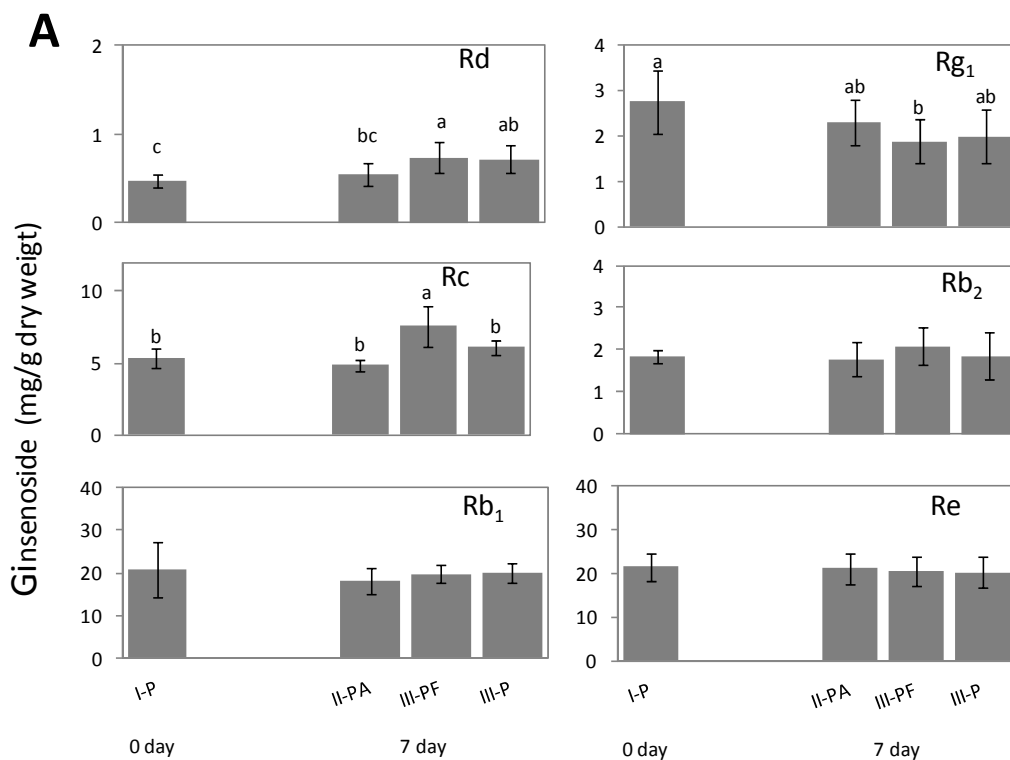 A
Ginsenoside (mg/g dry weigt)
Rd
2
1
0
c
bc
a
ab
Rg₁
4
3
2
1
0
a
ab
b
ab
Rc
10
5
0
b
b
a
b
Rb₂
4
3
2
1
0
Rb₁
40
30
20
10
0
Re
40
30
20
10
0
I-P II-PA III-PF III-P
0 day 7 day
I-P II-PA III-PF III-P
0 day 7 day